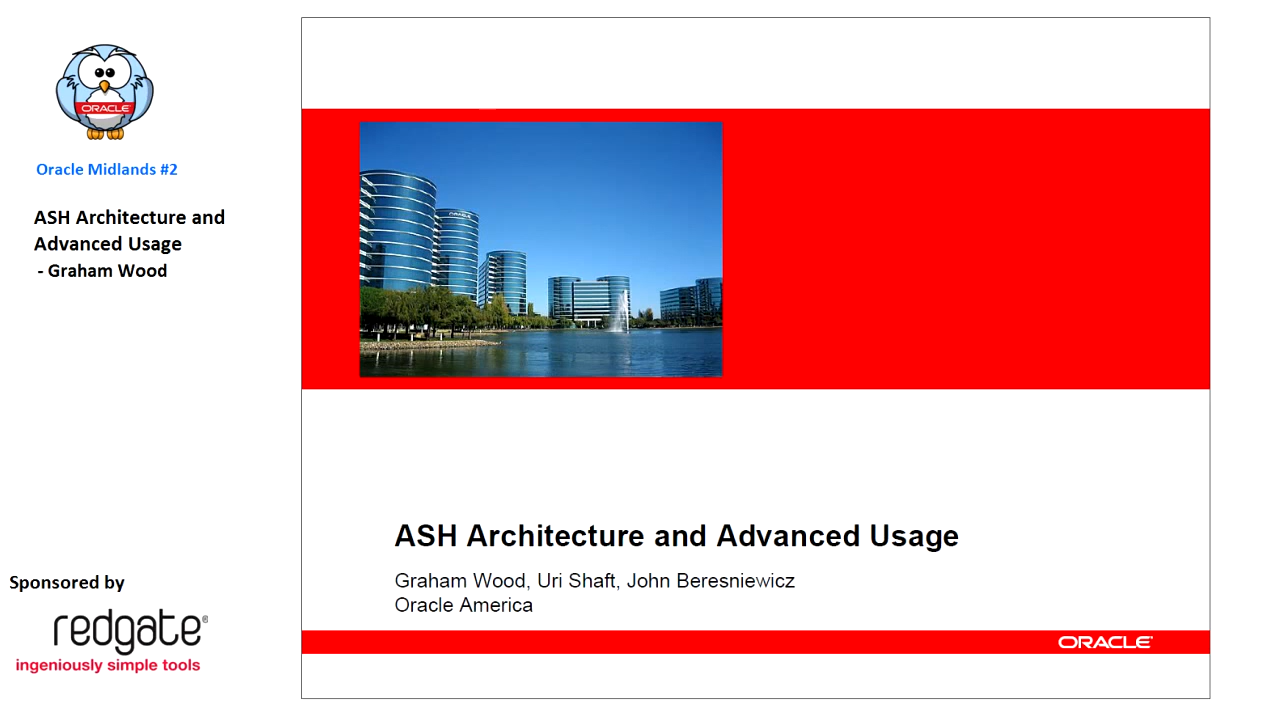 ORACLE
Oracle Midlands #2
ASH Architecture and
Advanced Usage
- Graham Wood
Sponsored by
redgate®
ingeniously simple tools
ORACLE
ASH Architecture and Advanced Usage
Graham Wood, Uri Shaft, John Beresniewicz
Oracle America
ORACLE